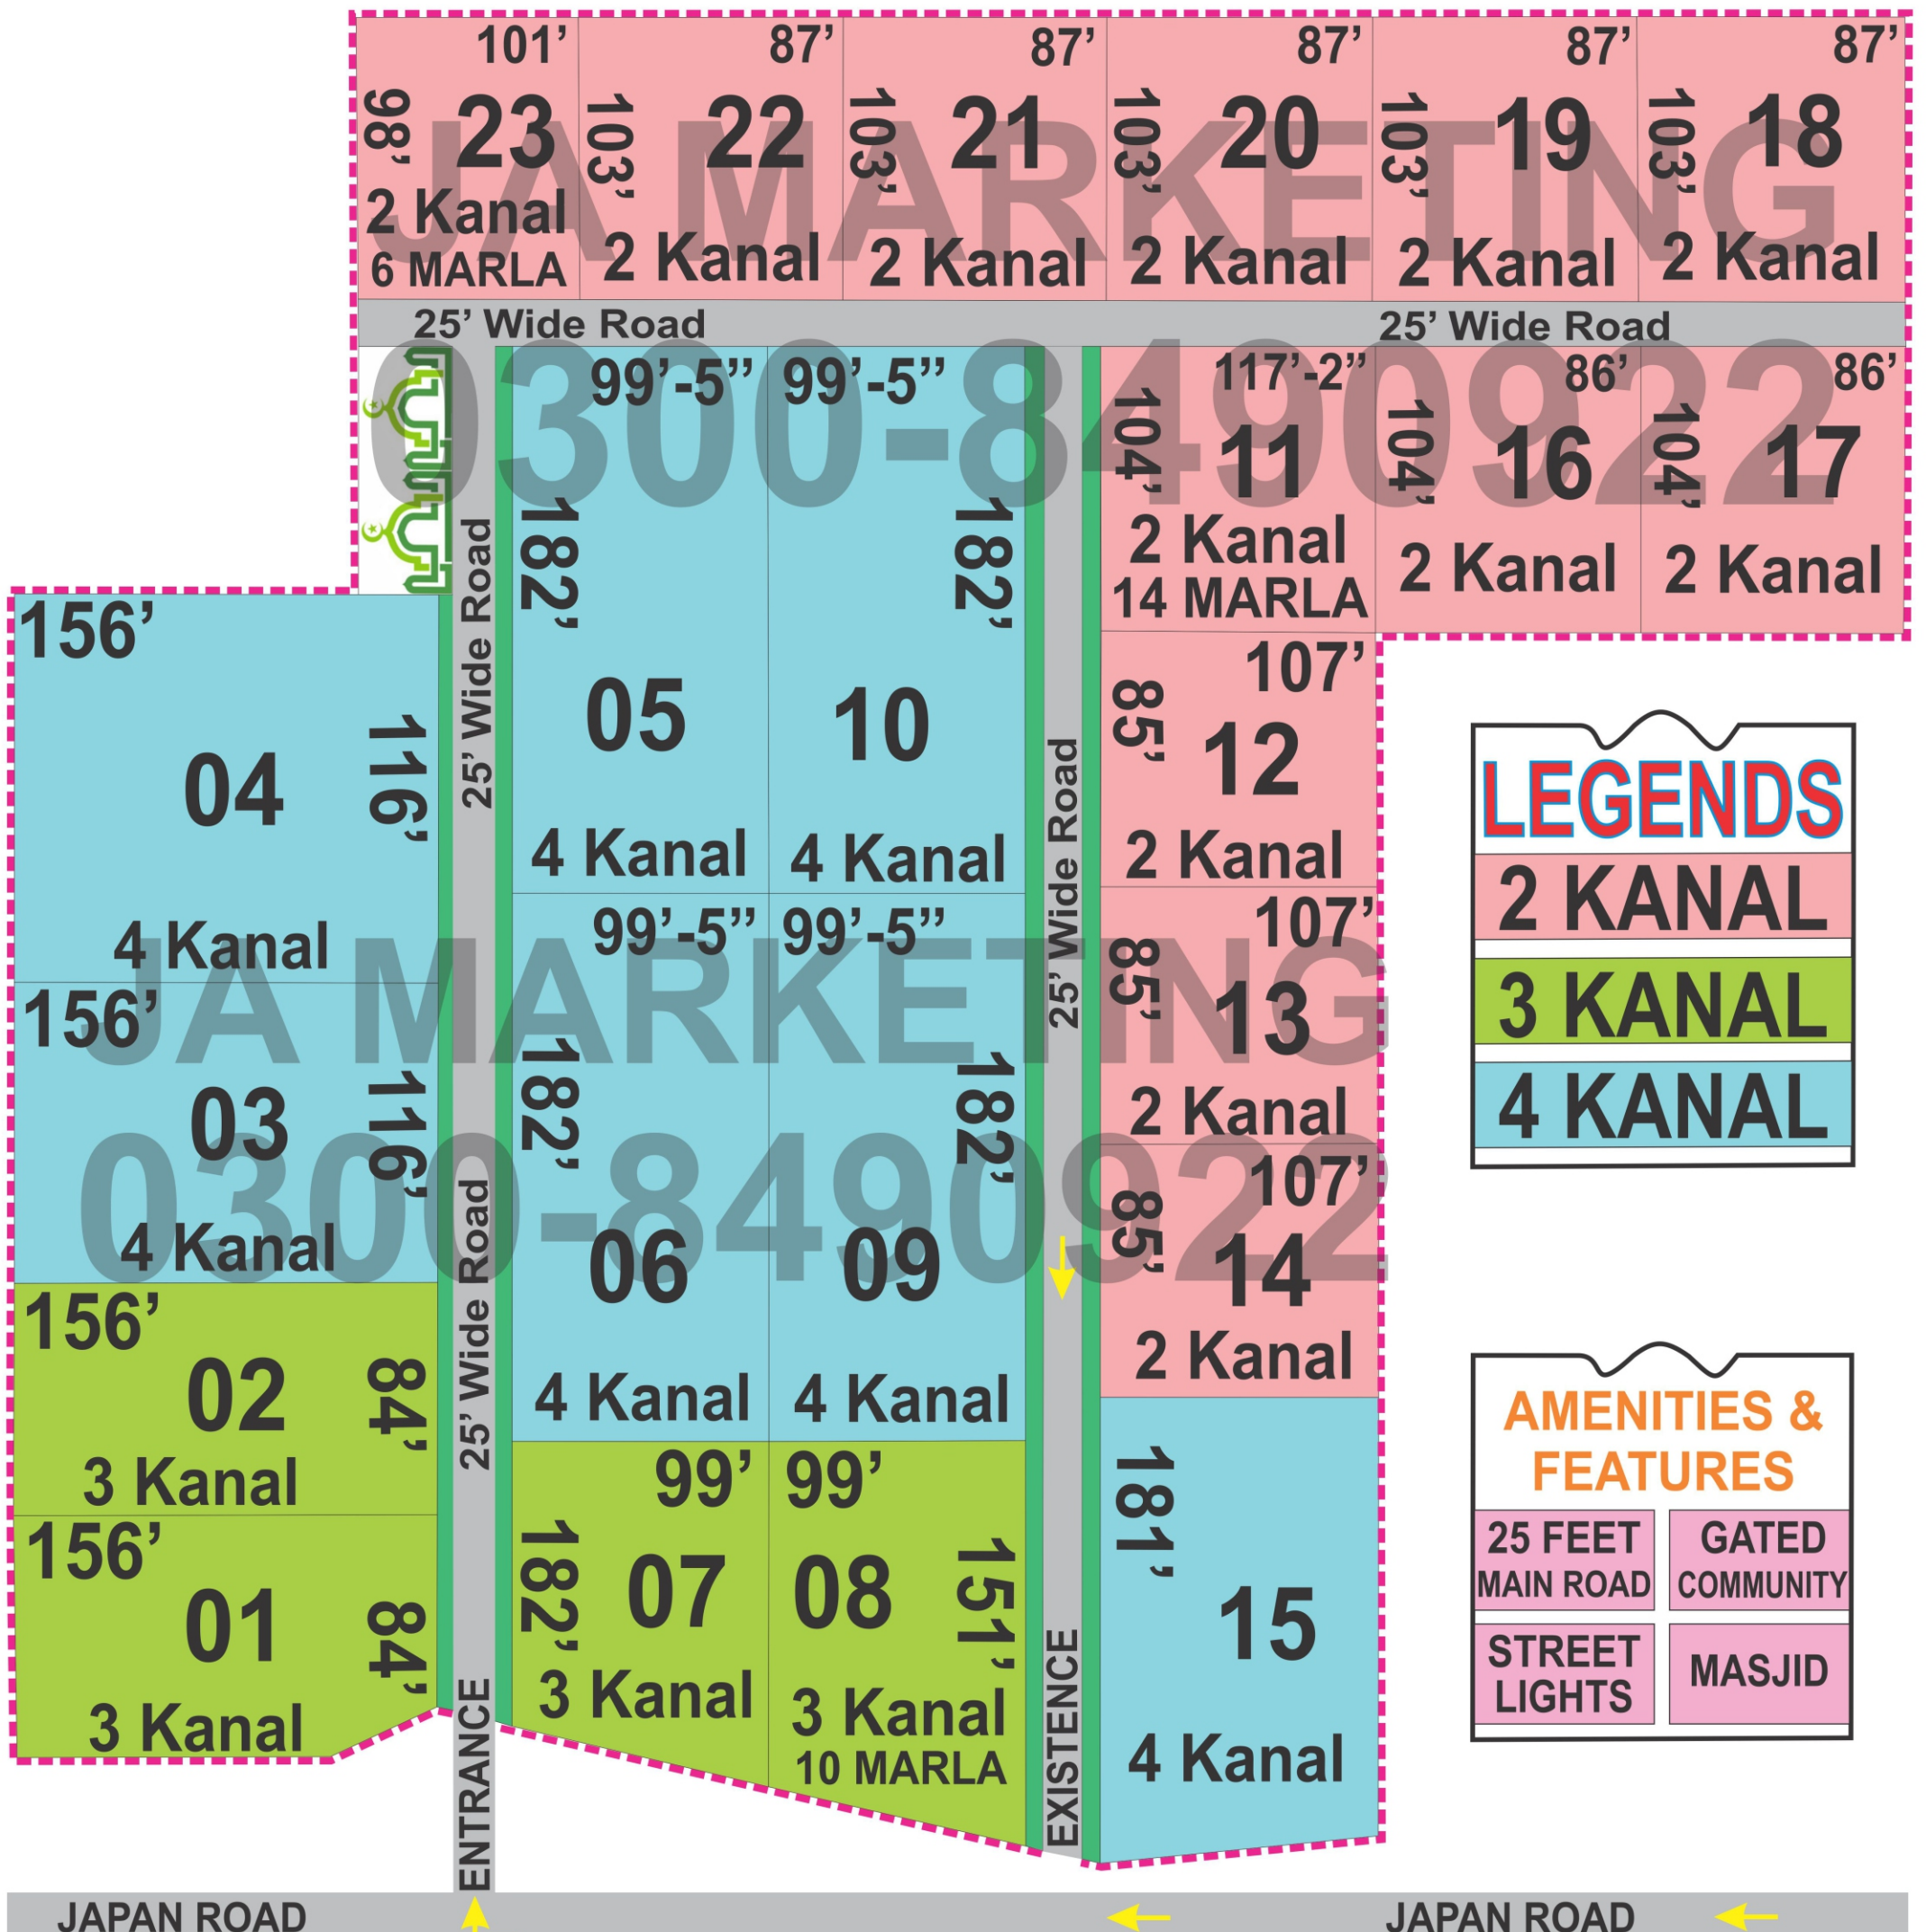 101’ 87’ 87’ 87’ 87’ 87’
98’ 23 103’ 22 103’ 21 103’ 20 103’ 19 103’ 18
JA MARKETING
2 Kanal
6 MARLA
2 Kanal
2 Kanal
2 Kanal
2 Kanal
2 Kanal
25’ Wide Road
25’ Wide Road
0300-8490922
99’-5”
182’
05
4 Kanal
99’-5”
182’
10
4 Kanal
117’-2”
104’
11
2 Kanal
14 MARLA
86’
104’
16
2 Kanal
86’
104’
17
2 Kanal
25’ Wide Road
156’
116’
04
4 Kanal
107’
85’
12
2 Kanal
25’ Wide Road
JA MARKETING
156’
116’
03
4 Kanal
99’-5”
182’
06
4 Kanal
99’-5”
182’
09
4 Kanal
107’
85’
13
2 Kanal
0300-8490922
107’
85’
14
2 Kanal
25’ Wide Road
156’
84’
02
3 Kanal
156’
84’
01
3 Kanal
99’
182’
07
3 Kanal
99’
151’
08
3 Kanal
10 MARLA
181’
15
4 Kanal
ENTRANCE
EXISTENCE
LEGENDS
2 KANAL
3 KANAL
4 KANAL
AMENITIES &
FEATURES
25 FEET
MAIN ROAD
GATED
COMMUNITY
STREET
LIGHTS
MASJID
JAPAN ROAD
JAPAN ROAD